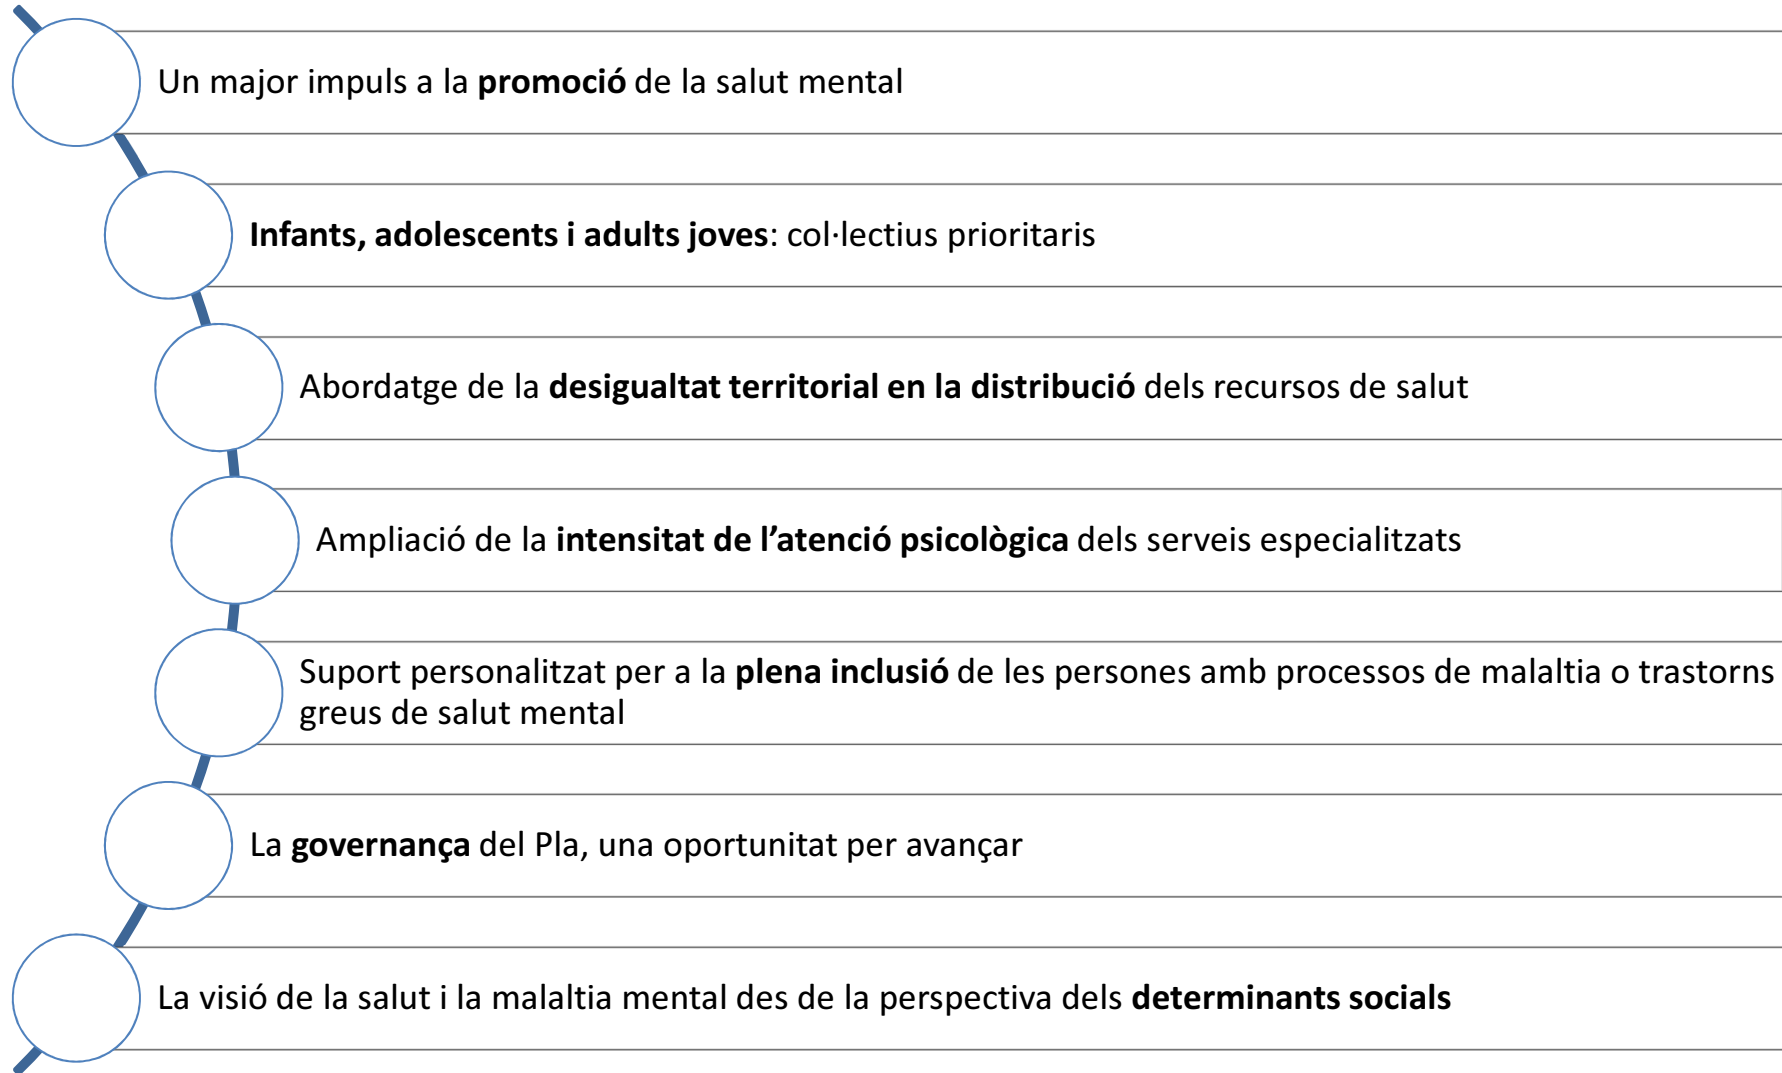 Un major impuls a la promoció de la salut mental
Infants, adolescents i adults joves: col·lectius prioritaris
Abordatge de la desigualtat territorial en la distribució dels recursos de salut
Ampliació de la intensitat de l’atenció psicològica dels serveis especialitzats
Suport personalitzat per a la plena inclusió de les persones amb processos de malaltia o trastorns
greus de salut mental
La governança del Pla, una oportunitat per avançar
La visió de la salut i la malaltia mental des de la perspectiva dels determinants socials